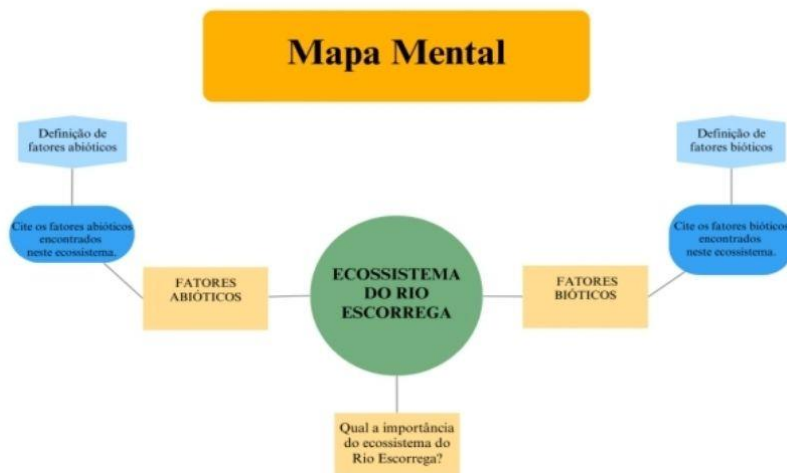 Mapa Mental
Definição de
fatores abióticos
Definição de
fatores bióticos
Cite os fatores abióticos
encontrados
neste ecossistema.
Cite os fatores bióticos
encontrados
neste ecossistema.
FATORES
ABIÓTICOS
ECOSSISTEMA
DO RIO
ESCORREGA
FATORES
BIÓTICOS
Qual a importância
do ecossistema do
Rio Escorrega?